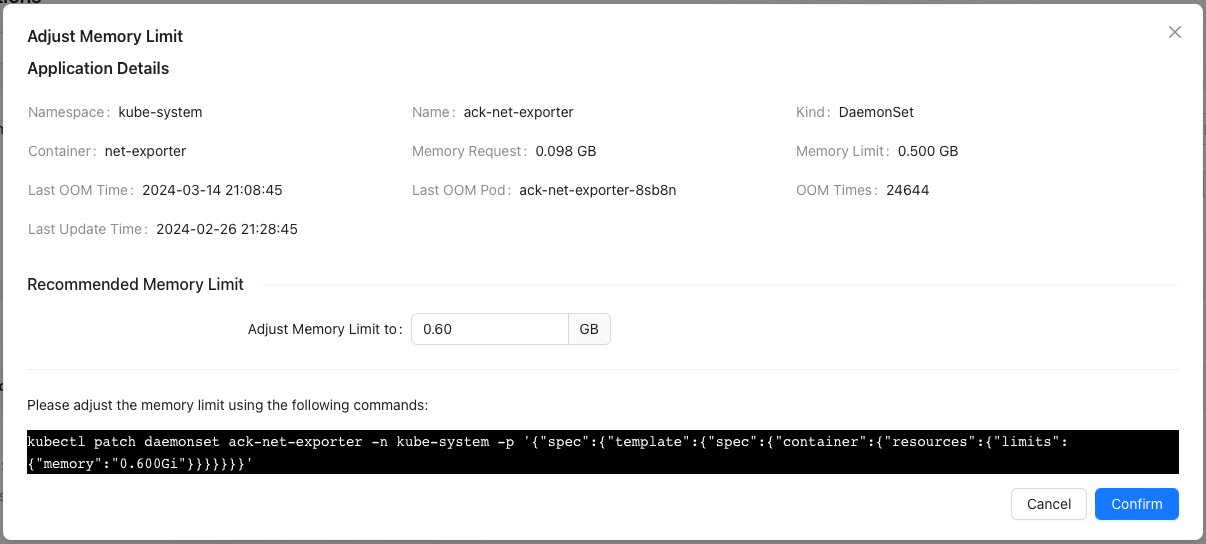 Adjust Memory Limit
Application Details
Namespace: kube-system Name: ack-net-exporter Kind: DaemonSet
Container: net-exporter Memory Request: 0.098 GB Memory Limit: 0.500 GB
Last OOM Time: 2024-03-14 21:08:45 Last OOM Pod: ack-net-exporter-8sb8n OOM Times: 24644
Last Update Time: 2024-02-26 21:28:45
Recommended Memory Limit
Adjust Memory Limit to: 0.60 GB
Please adjust the memory limit using the following commands:
kubectl patch daemonset ack-net-exporter -n kube-system -p '{"spec":{"template":{"spec":{"container":{"resources":{"limits":
{"memory":"0.600Gi"}}}}}}}'
Cancel Confirm